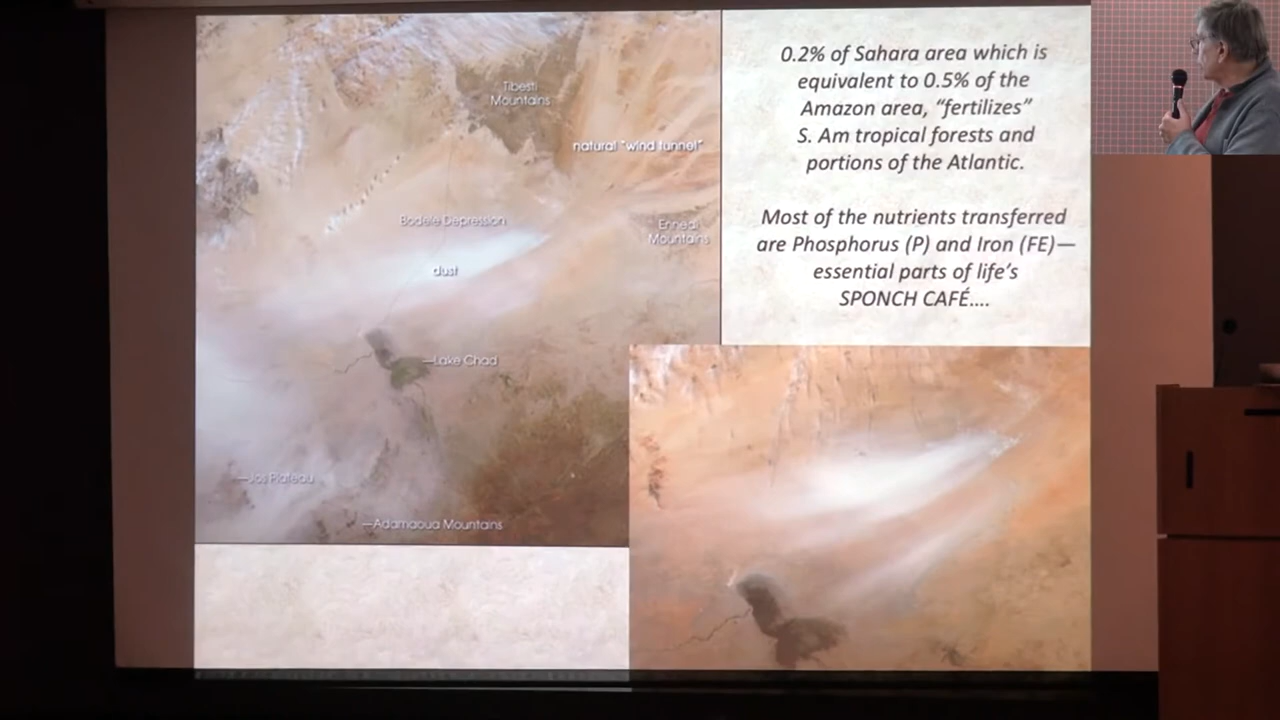 Tibesti
Mountains
natural "wind tunnel"
Bodele Depression
Ennedi
Mountains
dust
—Lake Chad
—Jos Plateau
—Adamaoua Mountains
0.2% of Sahara area which is
equivalent to 0.5% of the
Amazon area, “fertilizes”
S. Am tropical forests and
portions of the Atlantic.
Most of the nutrients transferred
are Phosphorus (P) and Iron (FE)—
essential parts of life’s
SPONCH CAFÉ....